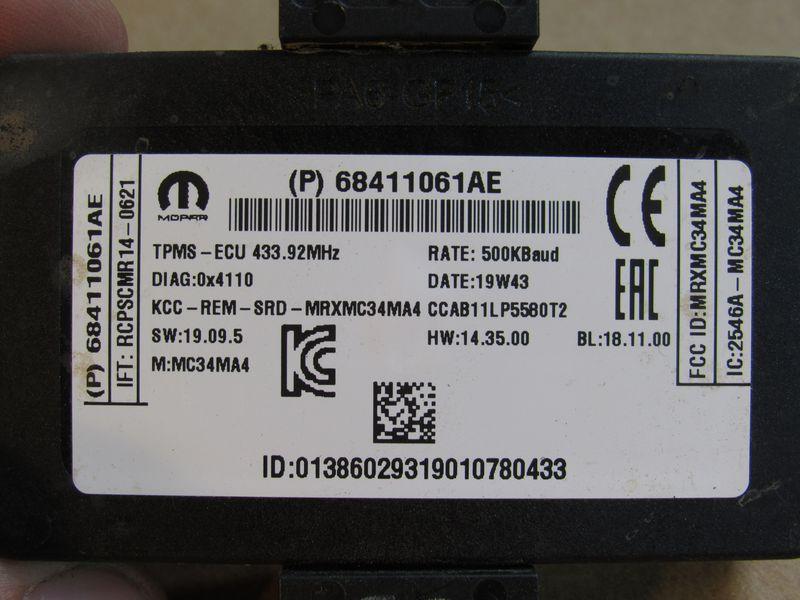 MOPAR
(P) 68411061AE
TPMS-ECU 433.92MHz
RATE: 500KBaud
DIAG:0x4110
DATE:19W43
KCC-REM-SRD-MRXMC34MA4 CCAB11LP5580T2
SW:19.09.5
HW:14.35.00
BL:18.11.00
M:MC34MA4
ID:01386029319010780433
(P) 68411061AE
IFT: RCPSCMR14-0621
CE
EAC
FCC ID:MRXMC34MA4
IC:2546A-MC34MA4